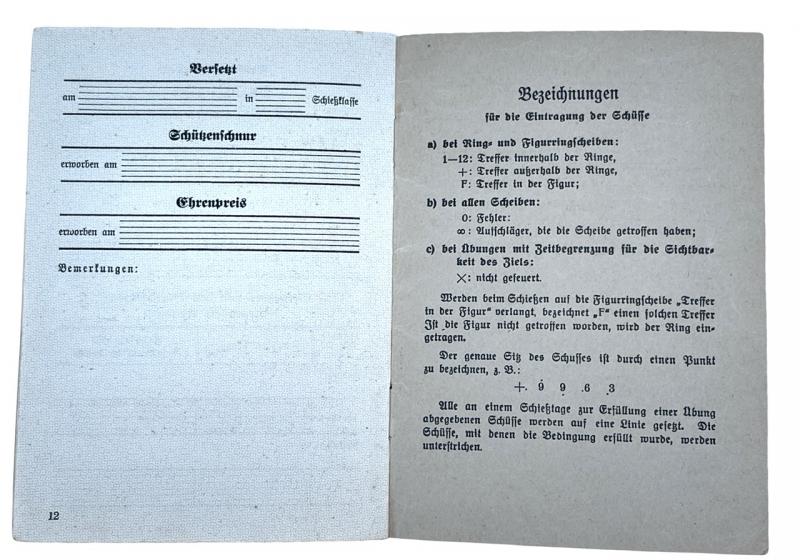 Versetzt
am in Schießklasse
Schützenschnur
erworben am
Ehrenpreis
erworben am
Bemerkungen:
12
Bezeichnungen
für die Eintragung der Schüsse
a) bei Ring- und Figurringscheiben:
1—12: Treffer innerhalb der Ringe,
+: Treffer außerhalb der Ringe,
F: Treffer in der Figur;
b) bei allen Scheiben:
0: Fehler:
∞: Aufschläger, die die Scheibe getroffen haben;
c) bei Übungen mit Zeitbegrenzung für die Sichtbar-
keit des Ziels:
×: nicht gefeuert.
Werden beim Schießen auf die Figurringscheibe „Treffer
in der Figur“ verlangt, bezeichnet „F“ einen solchen Treffer
Ist die Figur nicht getroffen worden, wird der Ring ein-
getragen.
Der genaue Sitz des Schusses ist durch einen Punkt
zu bezeichnen, z. B.:
+. 9̇ 9̣ .6 3̣
Alle an einem Schießtage zur Erfüllung einer Übung
abgegebenen Schüsse werden auf eine Linie gesetzt. Die
Schüsse, mit denen die Bedingung erfüllt wurde, werden
unterstrichen.